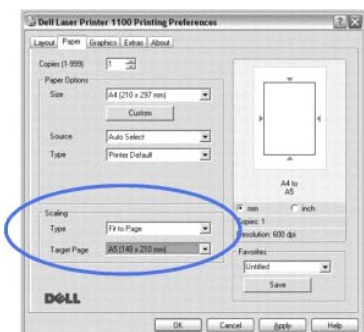 Dell Laser Printer 1100 Printing Preferences
Layout Paper Graphics Extras About
Copies (1-999) 1
Paper Options
Size A4 (210 x 297 mm)
Custom
Source Auto Select
Type Printer Default
A4 to
A5
mm inch
Copies: 1
Resolution: 600 dpi
Scaling
Type Fit to Page
Target Page A5 (148 x 210 mm)
Favorites
Untitled
Save
DELL
OK Cancel Apply Help